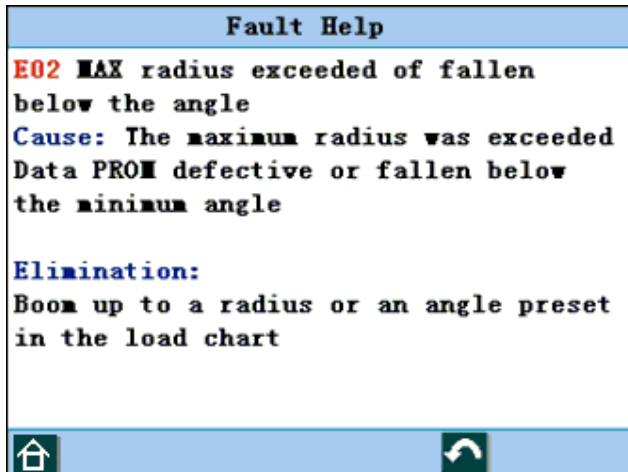 Fault Help
E02 MAX radius exceeded of fallen
below the angle
Cause: The maximum radius was exceeded
Data PROM defective or fallen below
the minimum angle
Elimination:
Boom up to a radius or an angle preset
in the load chart